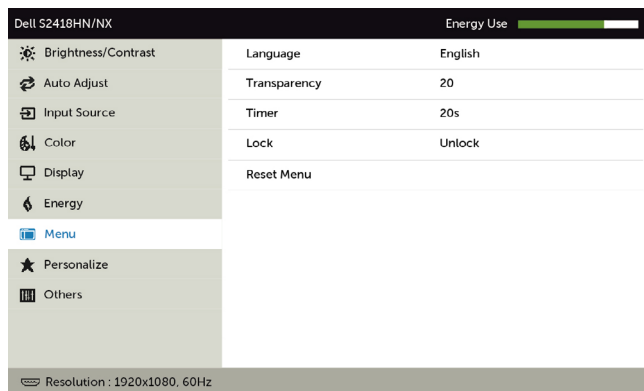 Dell S2418HN/NX
Energy Use
Brightness/Contrast
Auto Adjust
Input Source
Color
Display
Energy
Menu
Personalize
Others
Language English
Transparency 20
Timer 20s
Lock Unlock
Reset Menu
Resolution : 1920x1080, 60Hz